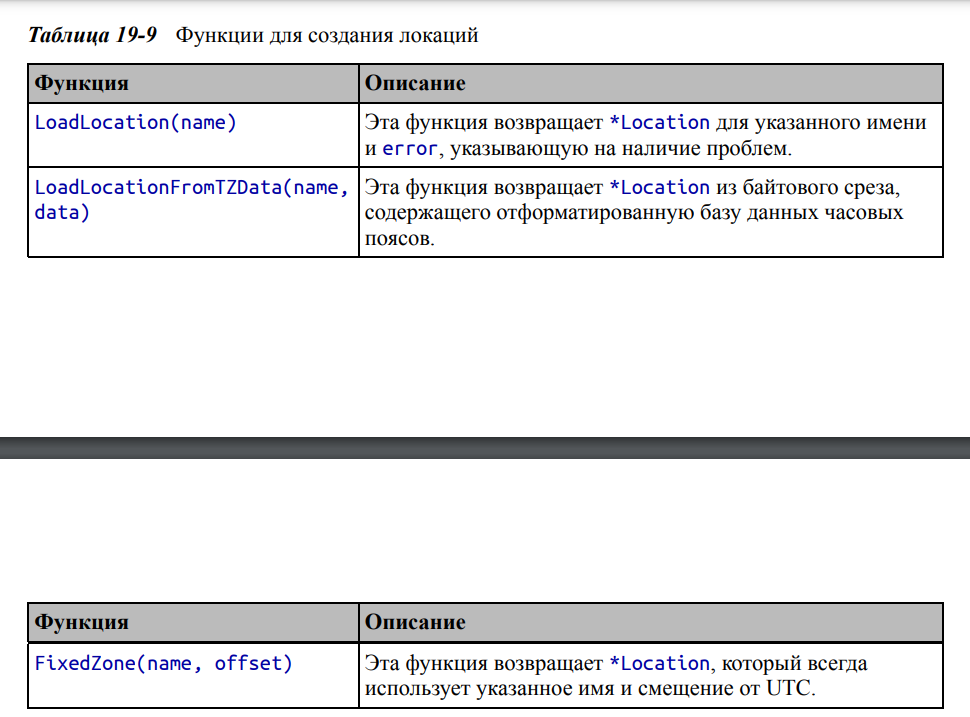 Таблица 19-9 Функции для создания локаций
Функция Описание
LoadLocation(name) Эта функция возвращает *Location для указанного имени
и error, указывающую на наличие проблем.
LoadLocationFromTZData(name, Эта функция возвращает *Location из байтового среза,
data) содержащего отформатированную базу данных часовых
поясов.
Функция Описание
FixedZone(name, offset) Эта функция возвращает *Location, который всегда
использует указанное имя и смещение от UTC.